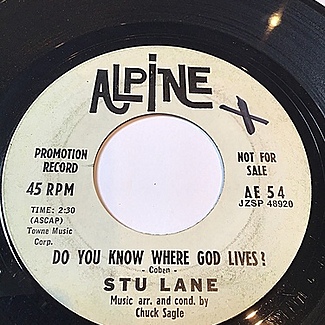 ALPINE
X
PROMOTION RECORD
NOT FOR SALE
45 RPM
AE 54
JZSP 48920
TIME: 2:30
(ASCAP)
Towne Music
Corp.
DO YOU KNOW WHERE GOD LIVES?
- Coben -
STU LANE
Music arr. and cond. by
Chuck Sagle